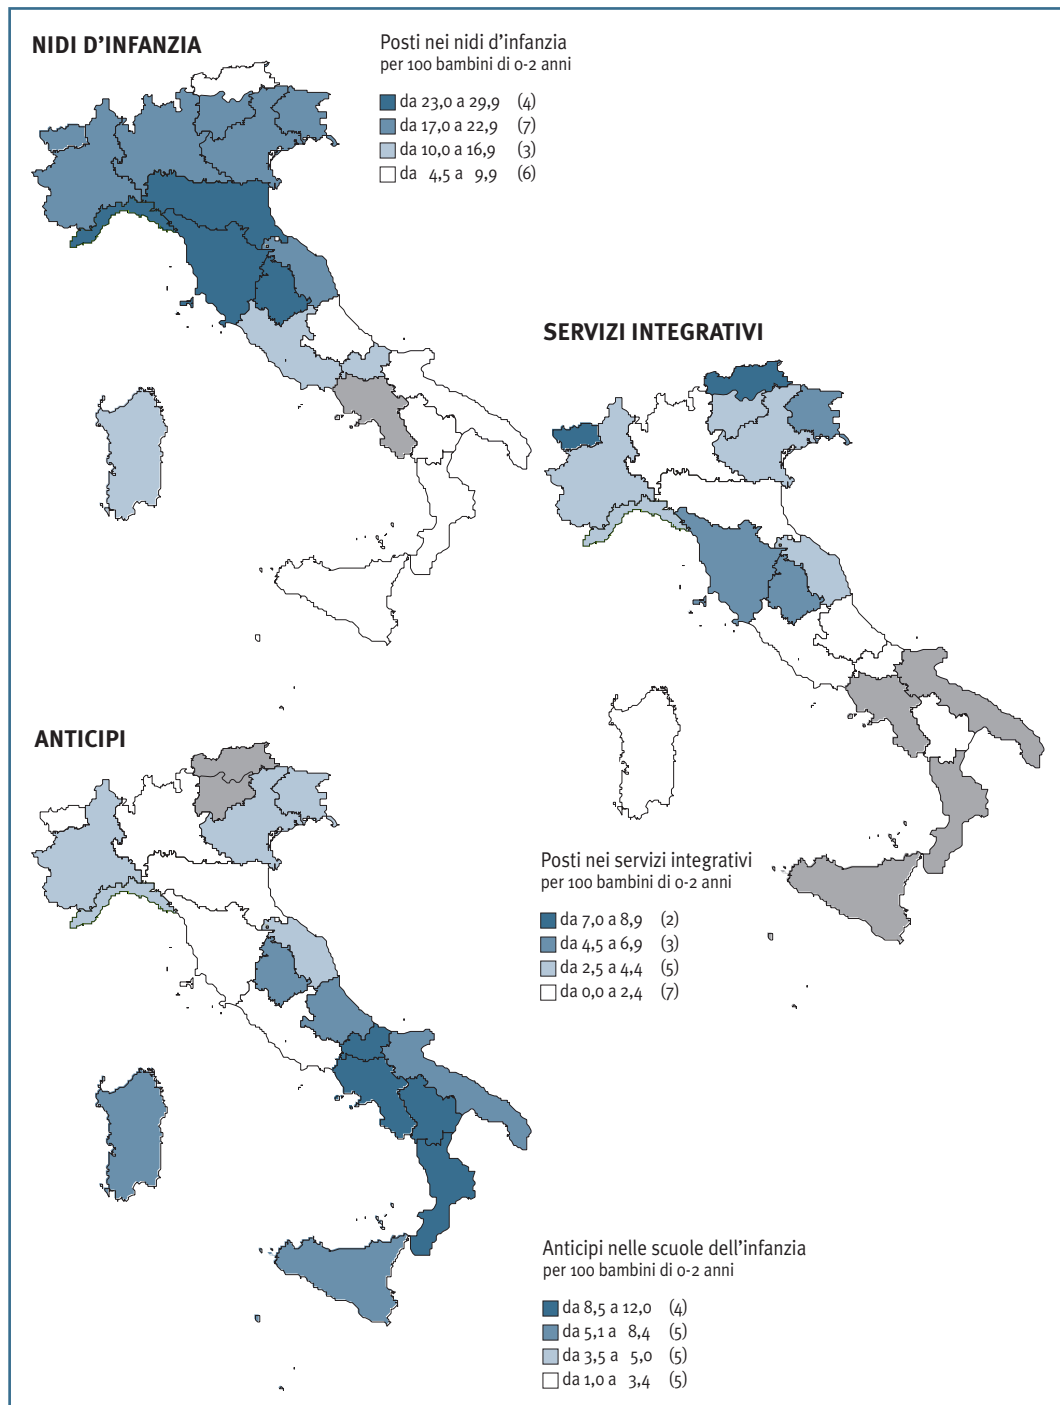 NIDI D'INFANZIA
Posti nei nidi d'infanzia
per 100 bambini di 0-2 anni
da 23,0 a 29,9 (4)
da 17,0 a 22,9 (7)
da 10,0 a 16,9 (3)
da 4,5 a 9,9 (6)
SERVIZI INTEGRATIVI
Posti nei servizi integrativi
per 100 bambini di 0-2 anni
da 7,0 a 8,9 (2)
da 4,5 a 6,9 (3)
da 2,5 a 4,4 (5)
da 0,0 a 2,4 (7)
ANTICIPI
Anticipi nelle scuole dell'infanzia
per 100 bambini di 0-2 anni
da 8,5 a 12,0 (4)
da 5,1 a 8,4 (5)
da 3,5 a 5,0 (5)
da 1,0 a 3,4 (5)